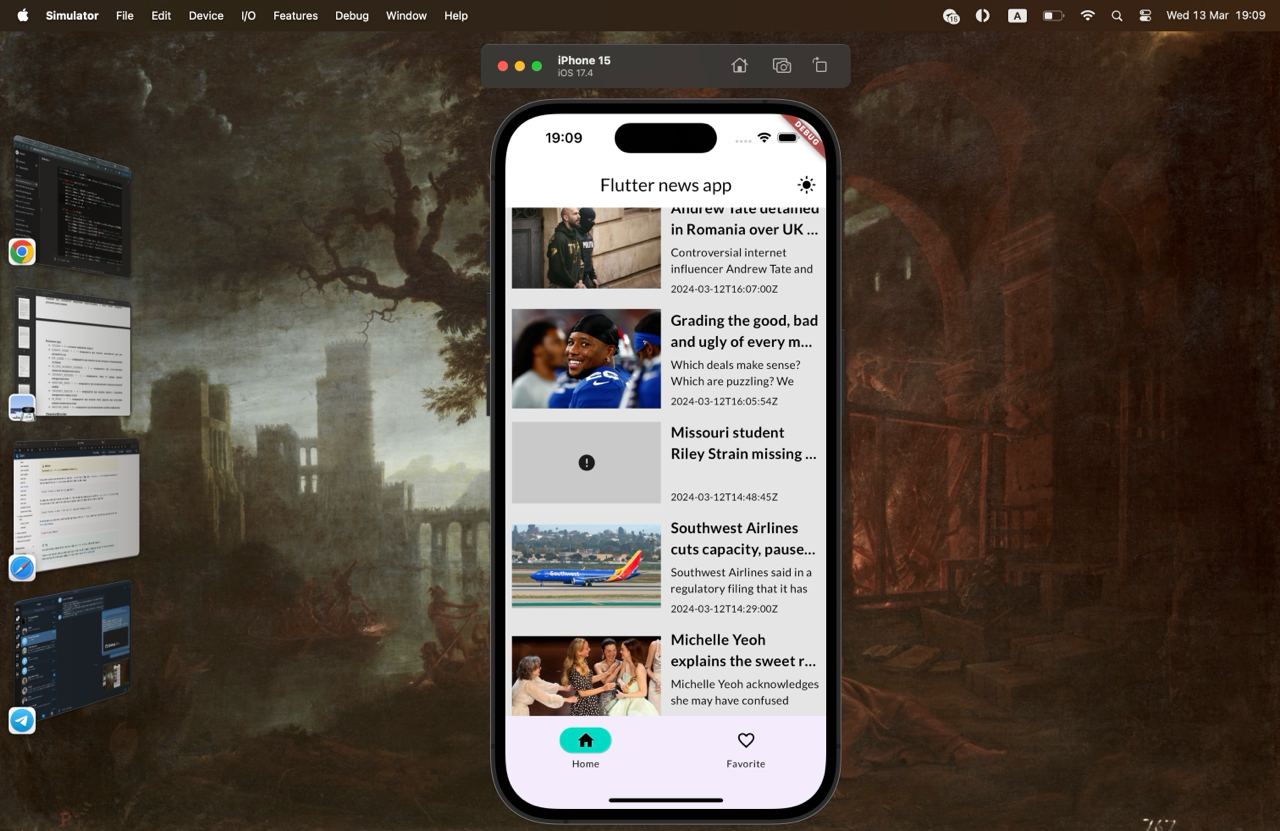 Simulator File Edit Device I/O Features Debug Window Help 15 A Wed 13 Mar 19:09
iPhone 15
iOS 17.4
19:09
DEBUG
Flutter news app
Andrew Tate detained
in Romania over UK ...
Controversial internet
influencer Andrew Tate and
2024-03-12T16:07:00Z
Grading the good, bad
and ugly of every m...
Which deals make sense?
Which are puzzling? We
2024-03-12T16:05:54Z
Missouri student
Riley Strain missing ...
2024-03-12T14:48:45Z
Southwest
Southwest Airlines
cuts capacity, pause...
Southwest Airlines said in a
regulatory filing that it has
2024-03-12T14:29:00Z
Michelle Yeoh
explains the sweet r...
Michelle Yeoh acknowledges
she may have confused
Home
Favorite